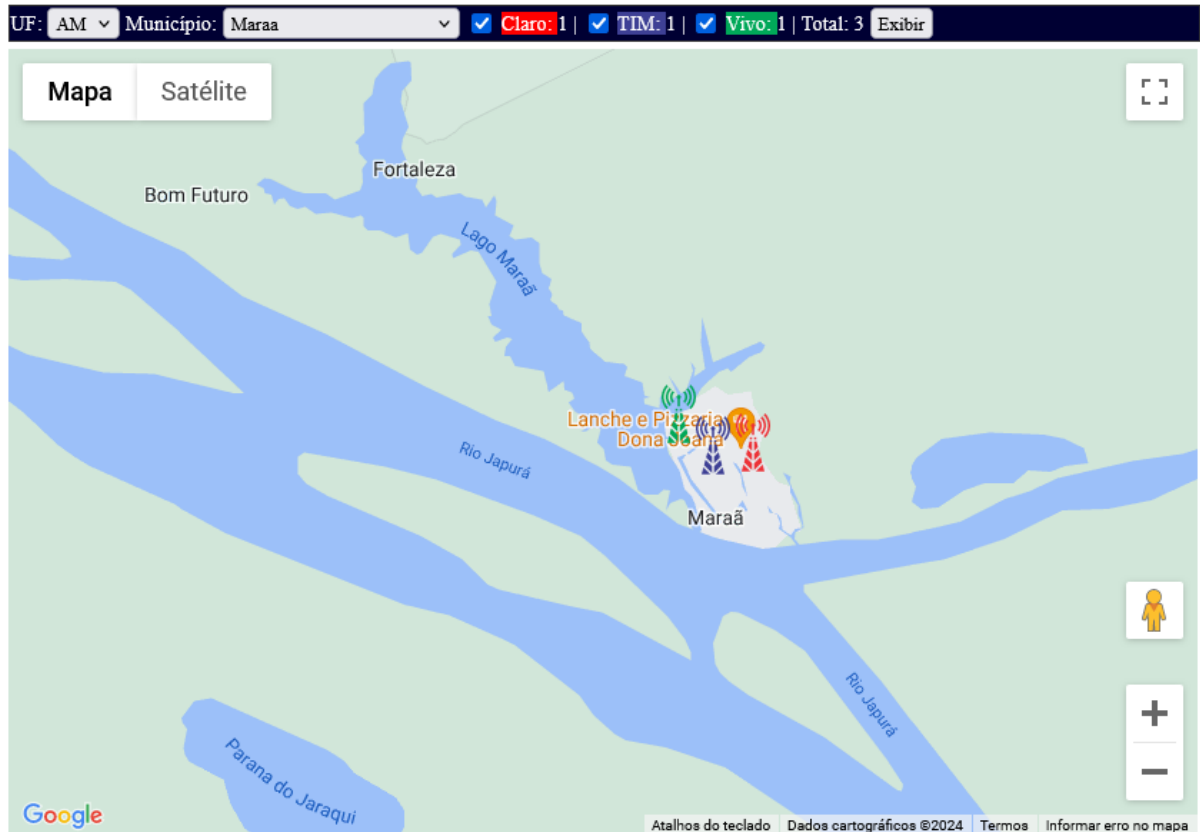 UF: AM Município: Maraa Claro: 1 | TIM: 1 | Vivo: 1 | Total: 3 Exibir
Mapa Satélite
Fortaleza
Bom Futuro
Lago Maraã
Lanche e Pizzaria
Dona Joana
Rio Japurá
Maraã
Rio Japurá
Parana do Jaraqui
Google
Atalhos do teclado Dados cartográficos ©2024 Termos Informar erro no mapa